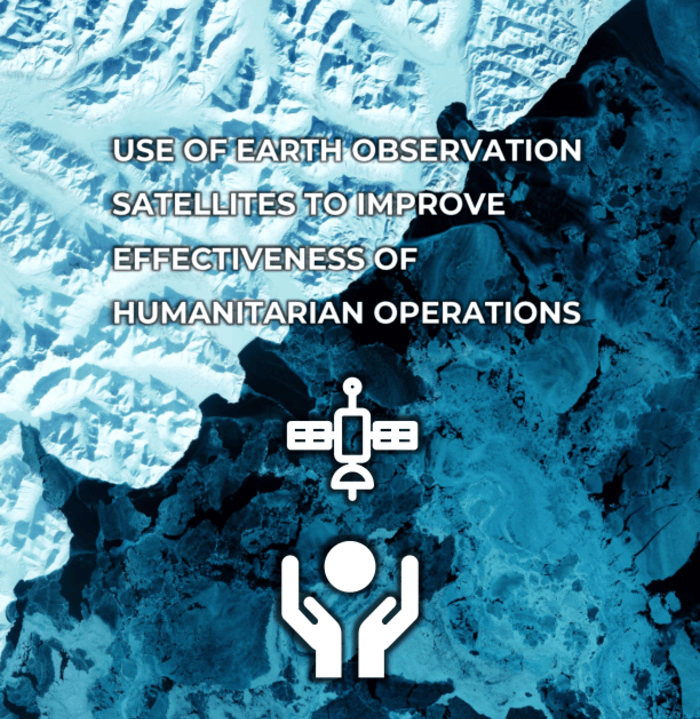 USE OF EARTH OBSERVATION
SATELLITES TO IMPROVE
EFFECTIVENESS OF
HUMANITARIAN OPERATIONS